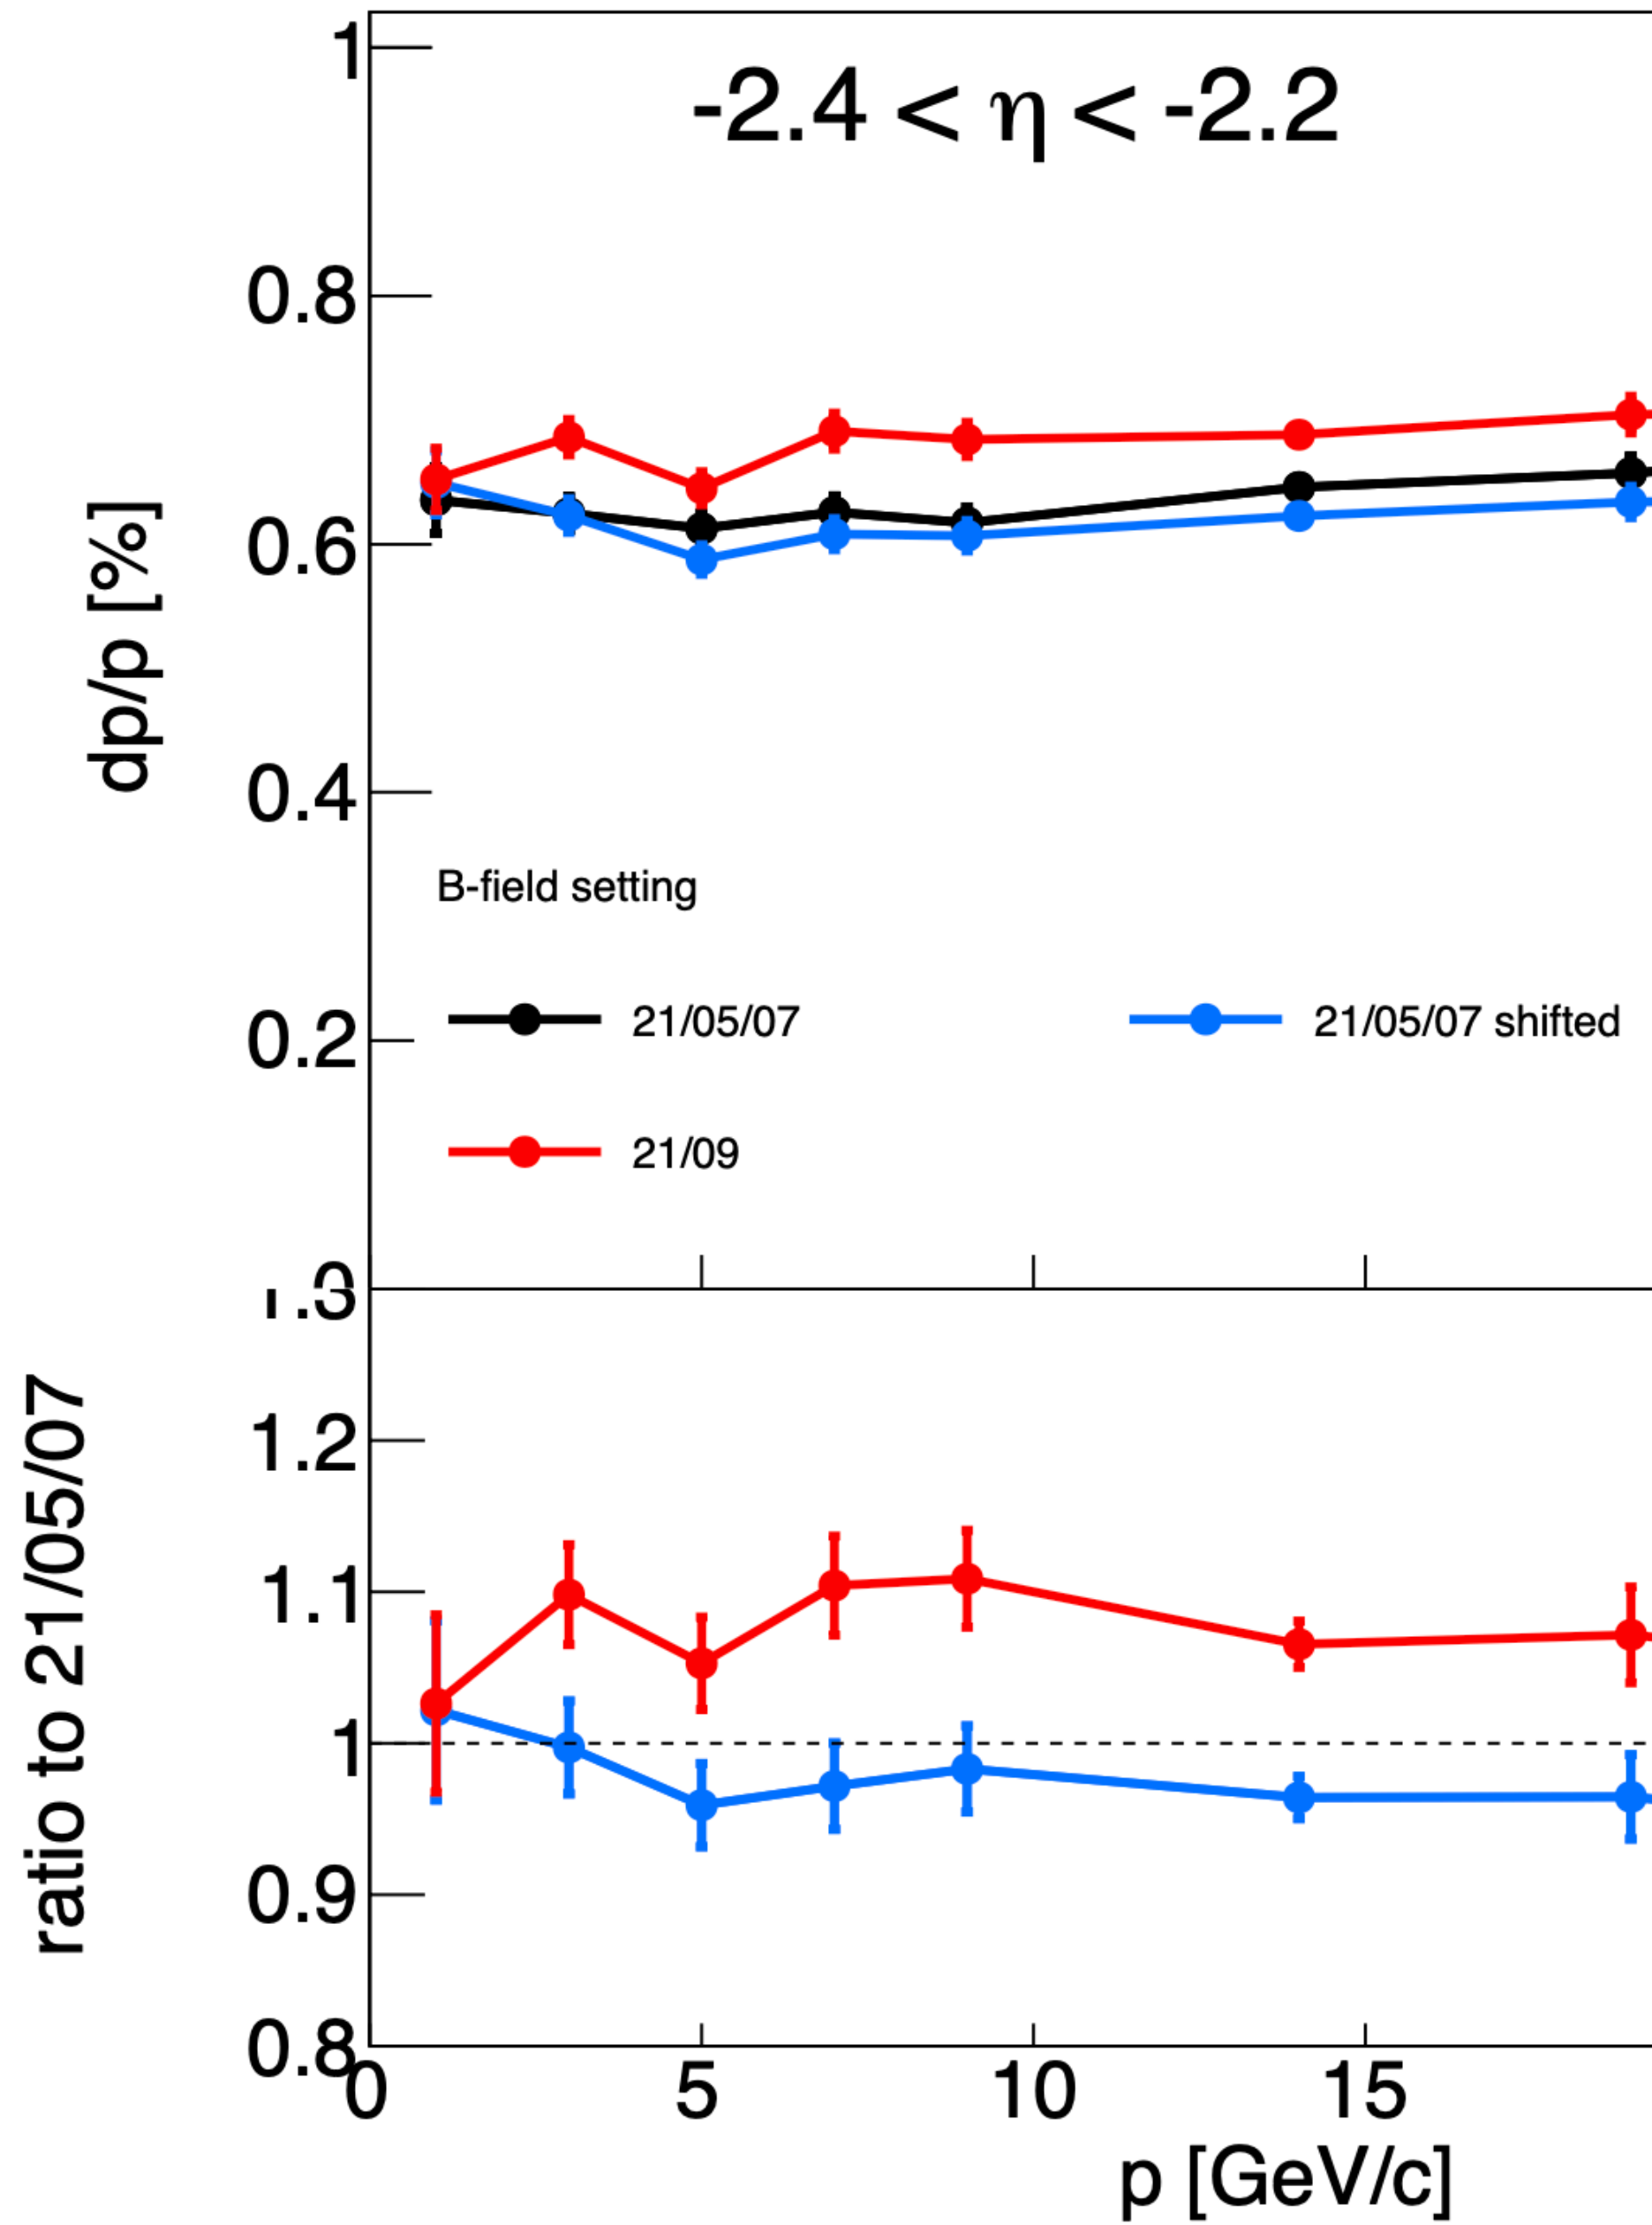 -2.4 < η < -2.2
dp/p [%]
1
0.8
0.6
0.4
0.2
B-field setting
21/05/07
21/05/07 shifted
21/09
ratio to 21/05/07
1.2
1.1
1
0.9
0.8
0
5
10
15
p [GeV/c]